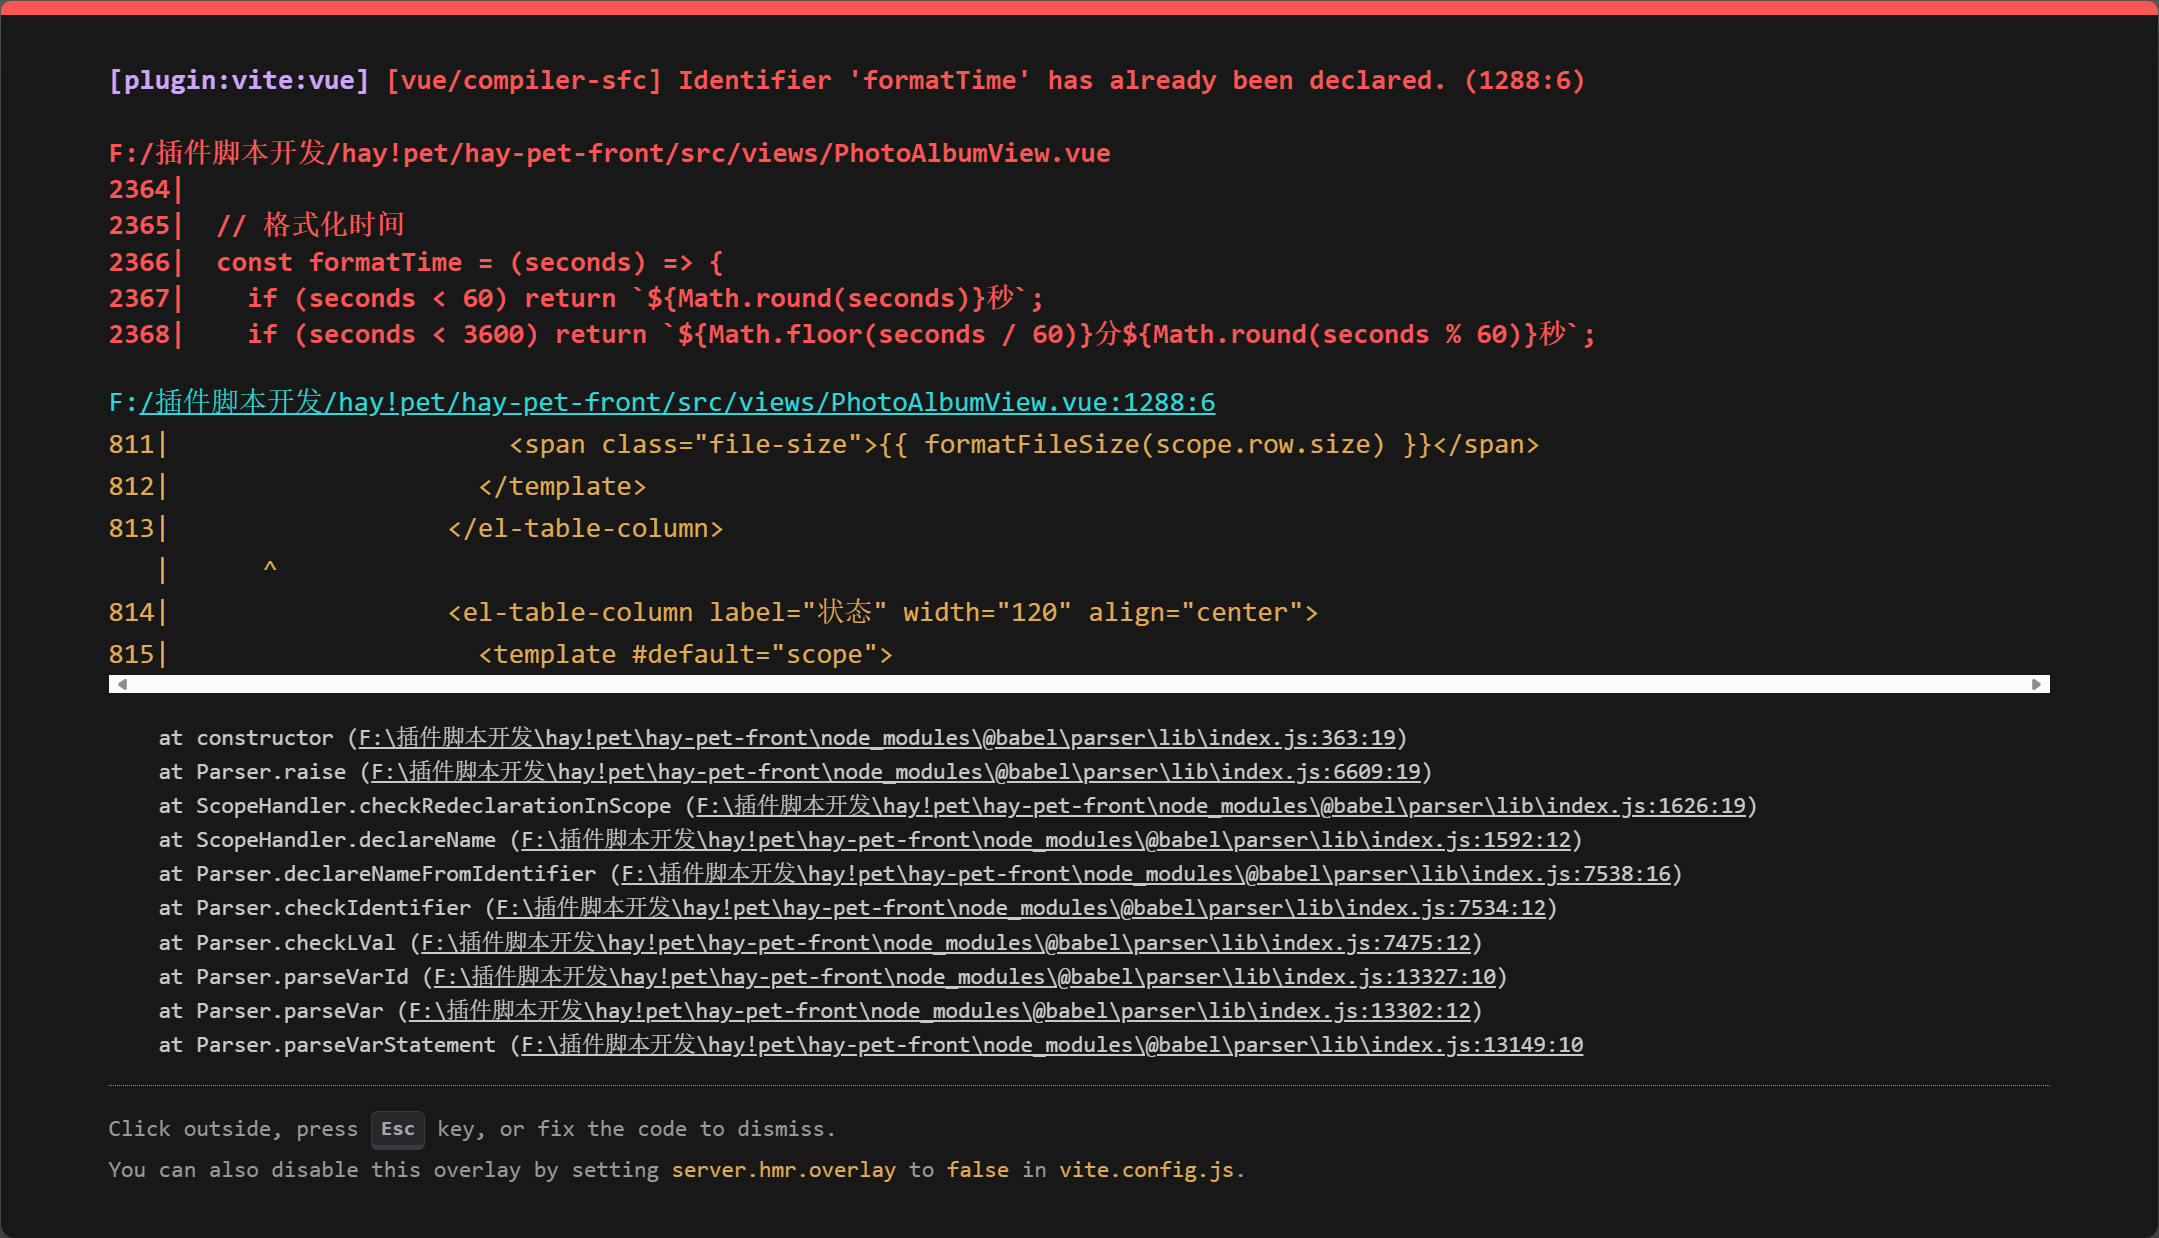 [plugin:vite:vue] [vue/compiler-sfc] Identifier 'formatTime' has already been declared. (1288:6)
F:/插件脚本开发/hay!pet/hay-pet-front/src/views/PhotoAlbumView.vue
2364|
2365|  // 格式化时间
2366|  const formatTime = (seconds) => {
2367|    if (seconds < 60) return `${Math.round(seconds)}秒`;
2368|    if (seconds < 3600) return `${Math.floor(seconds / 60)}分${Math.round(seconds % 60)}秒`;
F:/插件脚本开发/hay!pet/hay-pet-front/src/views/PhotoAlbumView.vue:1288:6
811|                      <span class="file-size">{{ formatFileSize(scope.row.size) }}</span>
812|                    </template>
813|                  </el-table-column>
   |      ^
814|                  <el-table-column label="状态" width="120" align="center">
815|                    <template #default="scope">
at constructor (F:\插件脚本开发\hay!pet\hay-pet-front\node_modules\@babel\parser\lib\index.js:363:19)
at Parser.raise (F:\插件脚本开发\hay!pet\hay-pet-front\node_modules\@babel\parser\lib\index.js:6609:19)
at ScopeHandler.checkRedeclarationInScope (F:\插件脚本开发\hay!pet\hay-pet-front\node_modules\@babel\parser\lib\index.js:1626:19)
at ScopeHandler.declareName (F:\插件脚本开发\hay!pet\hay-pet-front\node_modules\@babel\parser\lib\index.js:1592:12)
at Parser.declareNameFromIdentifier (F:\插件脚本开发\hay!pet\hay-pet-front\node_modules\@babel\parser\lib\index.js:7538:16)
at Parser.checkIdentifier (F:\插件脚本开发\hay!pet\hay-pet-front\node_modules\@babel\parser\lib\index.js:7534:12)
at Parser.checkLVal (F:\插件脚本开发\hay!pet\hay-pet-front\node_modules\@babel\parser\lib\index.js:7475:12)
at Parser.parseVarId (F:\插件脚本开发\hay!pet\hay-pet-front\node_modules\@babel\parser\lib\index.js:13327:10)
at Parser.parseVar (F:\插件脚本开发\hay!pet\hay-pet-front\node_modules\@babel\parser\lib\index.js:13302:12)
at Parser.parseVarStatement (F:\插件脚本开发\hay!pet\hay-pet-front\node_modules\@babel\parser\lib\index.js:13149:10
Click outside, press Esc key, or fix the code to dismiss.
You can also disable this overlay by setting server.hmr.overlay to false in vite.config.js.